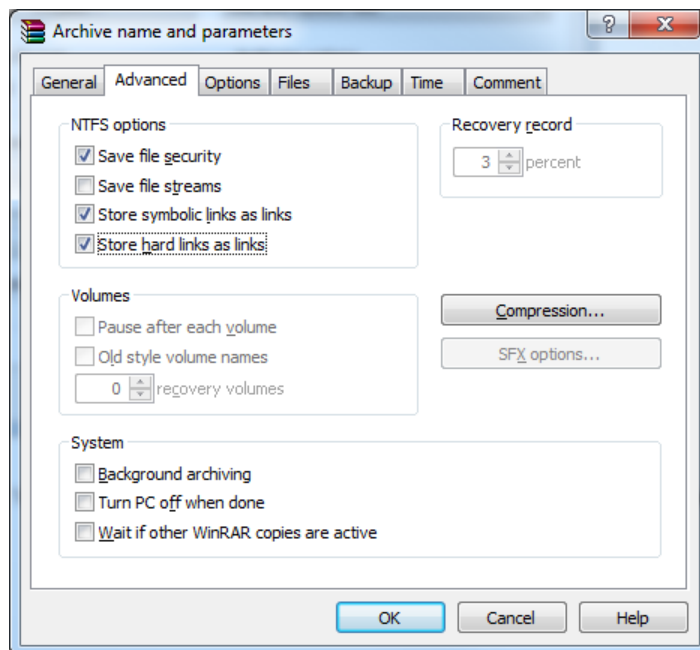 Archive name and parameters
General Advanced Options Files Backup Time Comment
NTFS options
Save file security
Save file streams
Store symbolic links as links
Store hard links as links
Recovery record
3 percent
Volumes
Pause after each volume
Old style volume names
0 recovery volumes
Compression...
SFX options...
System
Background archiving
Turn PC off when done
Wait if other WinRAR copies are active
OK Cancel Help